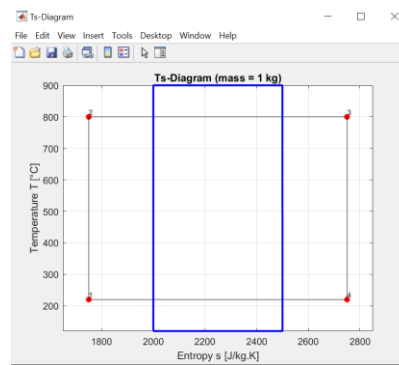 Ts-Diagram
File Edit View Insert Tools Desktop Window Help
Ts-Diagram (mass = 1 kg)
900
2 3
800
700
600
500
400
300
1 4
200
Temperature T [°C]
1800 2000 2200 2400 2600 2800
Entropy s [J/kg.K]